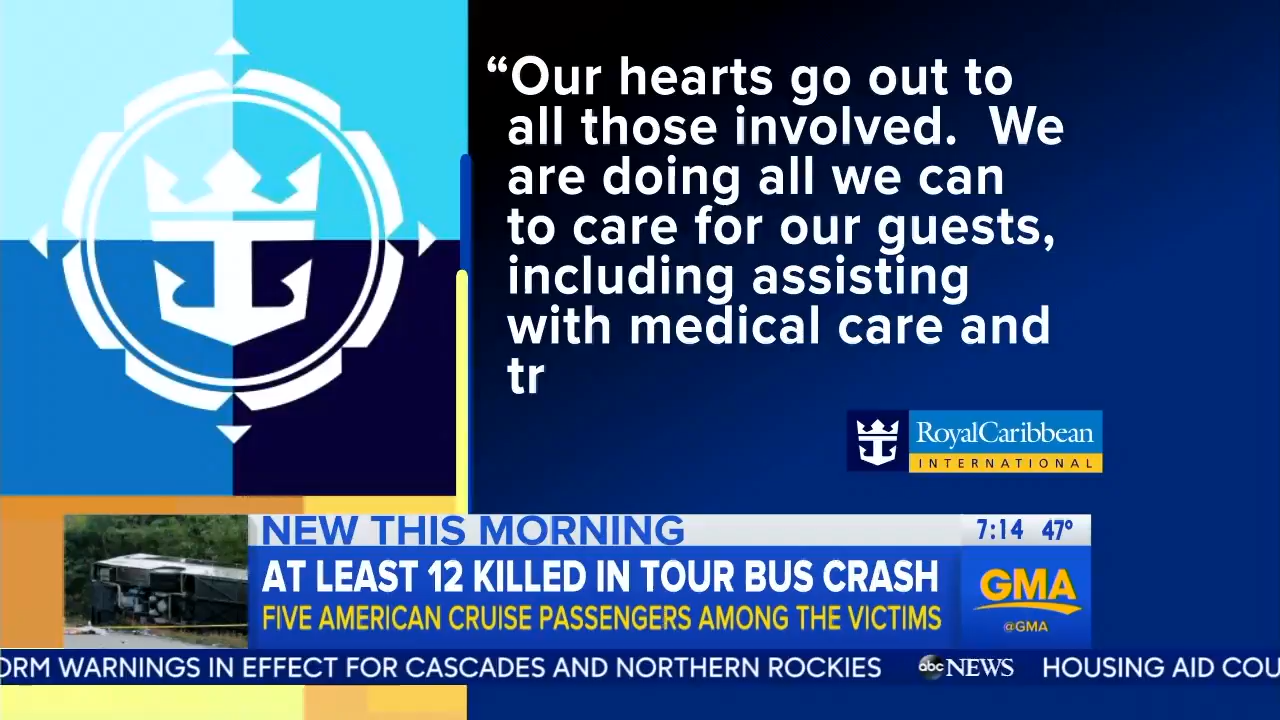 “Our hearts go out to
all those involved.  We
are doing all we can
to care for our guests,
including assisting
with medical care and
tr
RoyalCaribbean
INTERNATIONAL
NEW THIS MORNING
7:14 47°
AT LEAST 12 KILLED IN TOUR BUS CRASH
FIVE AMERICAN CRUISE PASSENGERS AMONG THE VICTIMS
GMA
@GMA
ORM WARNINGS IN EFFECT FOR CASCADES AND NORTHERN ROCKIES abc NEWS HOUSING AID COU